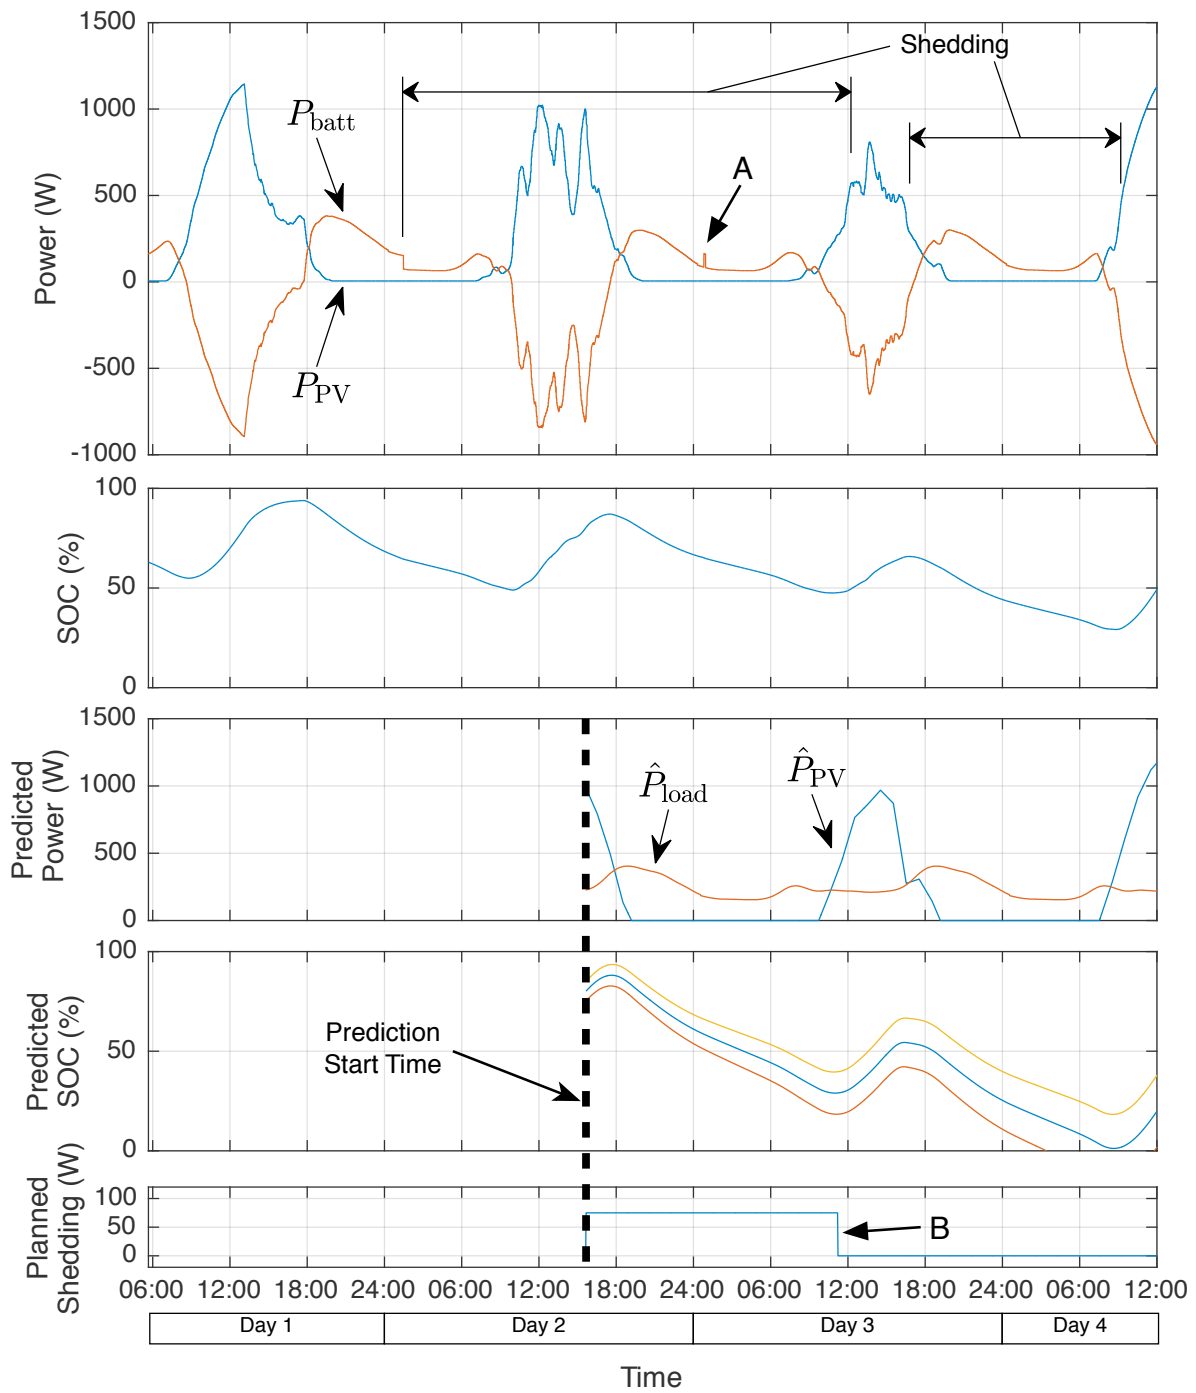 1500
1000
500
0
-500
-1000
Power (W)
Shedding
P_batt
A
P_PV
100
50
0
SOC (%)
1500
1000
500
0
Predicted
Power (W)
P̂_load
P̂_PV
100
50
0
Predicted
SOC (%)
Prediction
Start Time
100
50
0
Planned
Shedding (W)
B
06:00 12:00 18:00 24:00 06:00 12:00 18:00 24:00 06:00 12:00 18:00 24:00 06:00 12:00
Day 1 Day 2 Day 3 Day 4
Time